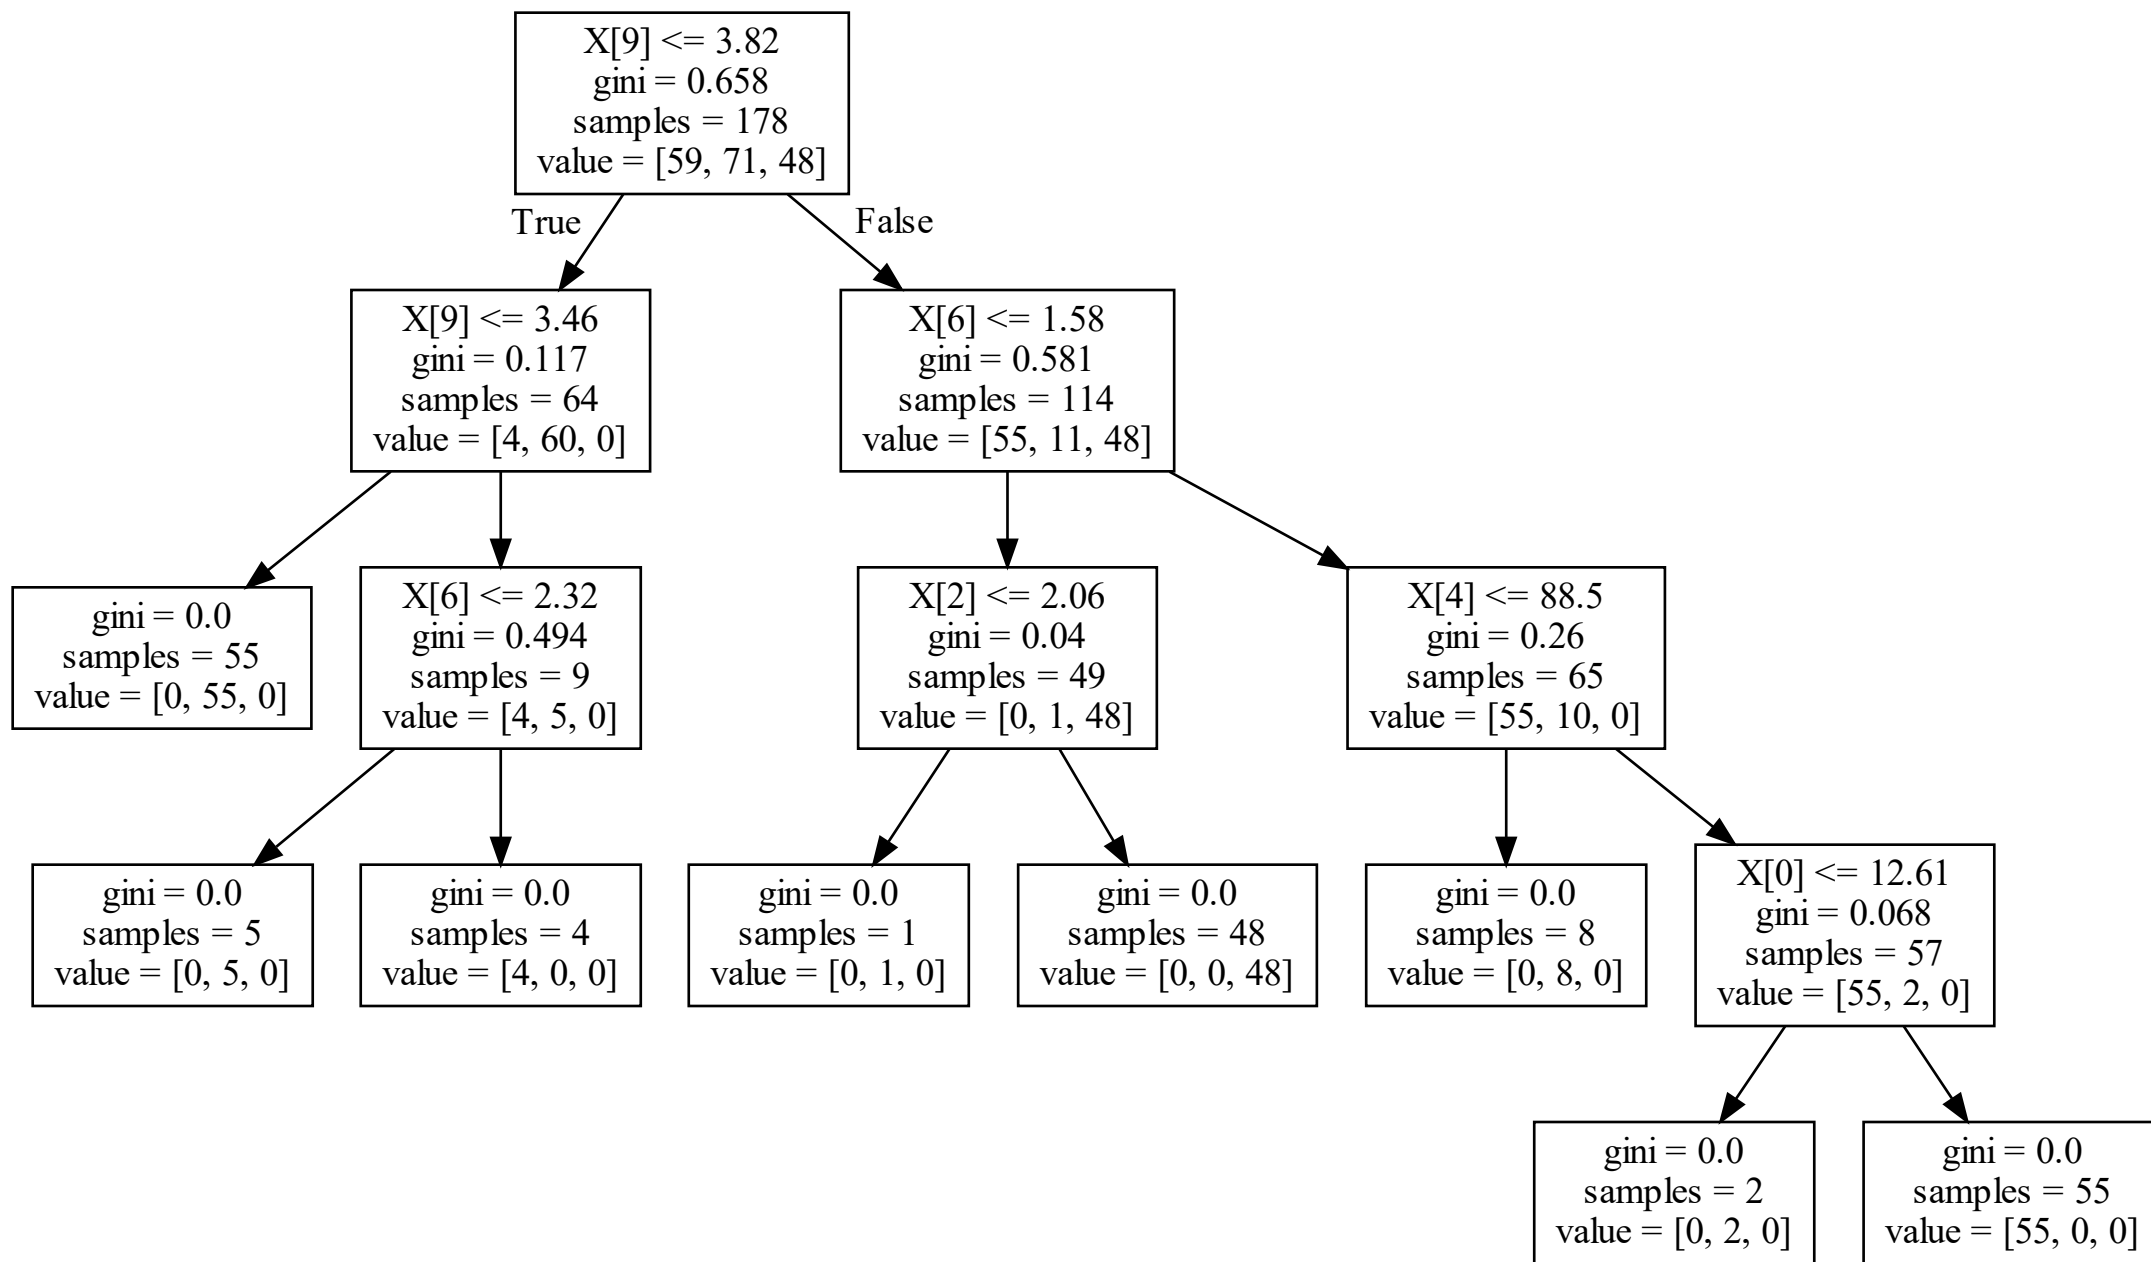 X[9] <= 3.82
gini = 0.658
samples = 178
value = [59, 71, 48]
True
False
X[9] <= 3.46
gini = 0.117
samples = 64
value = [4, 60, 0]
X[6] <= 1.58
gini = 0.581
samples = 114
value = [55, 11, 48]
gini = 0.0
samples = 55
value = [0, 55, 0]
X[6] <= 2.32
gini = 0.494
samples = 9
value = [4, 5, 0]
X[2] <= 2.06
gini = 0.04
samples = 49
value = [0, 1, 48]
X[4] <= 88.5
gini = 0.26
samples = 65
value = [55, 10, 0]
gini = 0.0
samples = 5
value = [0, 5, 0]
gini = 0.0
samples = 4
value = [4, 0, 0]
gini = 0.0
samples = 1
value = [0, 1, 0]
gini = 0.0
samples = 48
value = [0, 0, 48]
gini = 0.0
samples = 8
value = [0, 8, 0]
X[0] <= 12.61
gini = 0.068
samples = 57
value = [55, 2, 0]
gini = 0.0
samples = 2
value = [0, 2, 0]
gini = 0.0
samples = 55
value = [55, 0, 0]